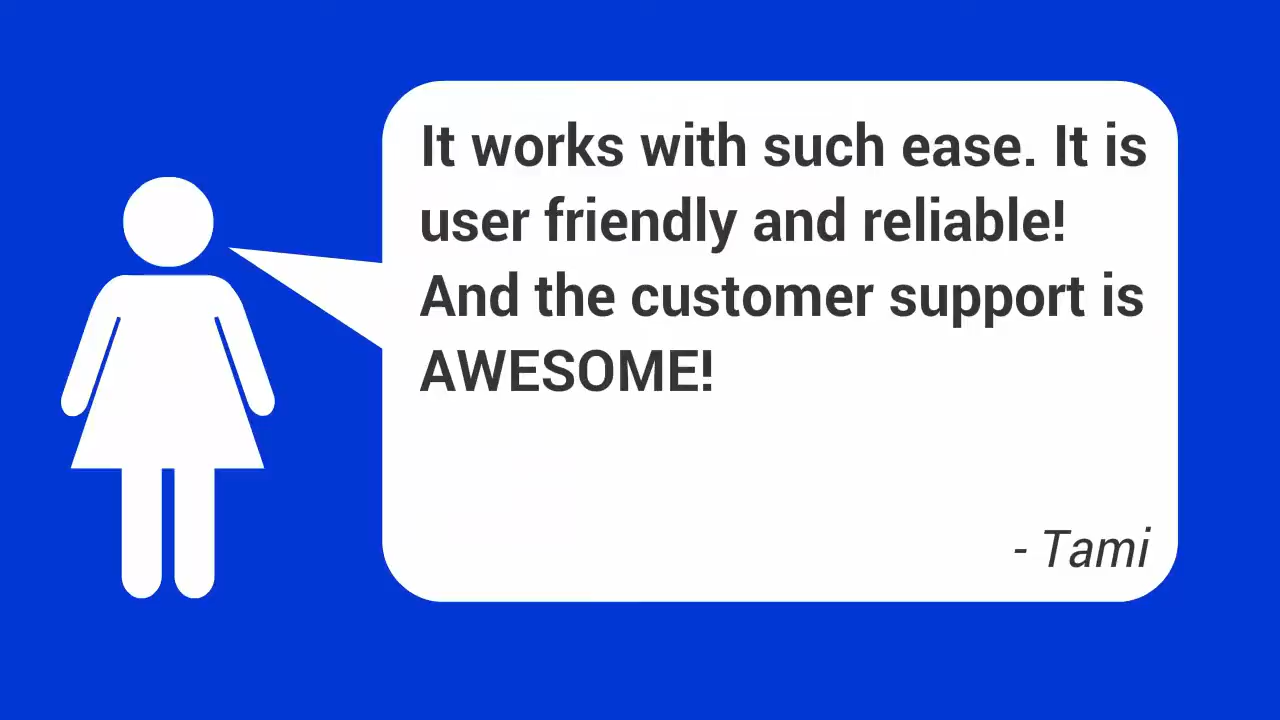 It works with such ease. It is
user friendly and reliable!
And the customer support is
AWESOME!
- Tami